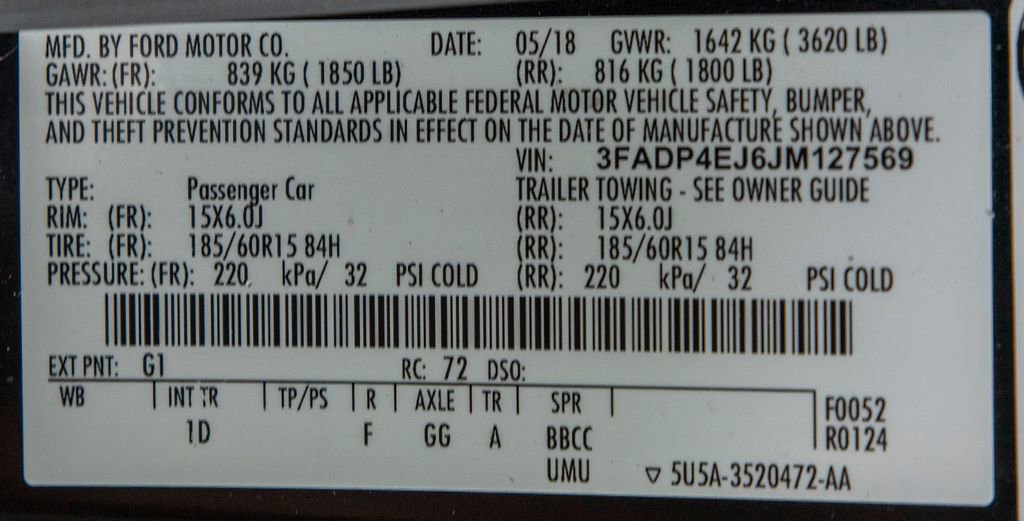 MFD. BY FORD MOTOR CO. DATE: 05/18 GVWR: 1642 KG ( 3620 LB)
GAWR: (FR): 839 KG ( 1850 LB) (RR): 816 KG ( 1800 LB)
THIS VEHICLE CONFORMS TO ALL APPLICABLE FEDERAL MOTOR VEHICLE SAFETY, BUMPER,
AND THEFT PREVENTION STANDARDS IN EFFECT ON THE DATE OF MANUFACTURE SHOWN ABOVE.
VIN: 3FADP4EJ6JM127569
TYPE: Passenger Car TRAILER TOWING - SEE OWNER GUIDE
RIM: (FR): 15X6.0J (RR): 15X6.0J
TIRE: (FR): 185/60R15 84H (RR): 185/60R15 84H
PRESSURE: (FR): 220 kPa/ 32 PSI COLD (RR): 220 kPa/ 32 PSI COLD
EXT PNT: G1 RC: 72 DSO:
WB INT TR TP/PS R AXLE TR SPR F0052
1D F GG A BBCC R0124
UMU ▽ 5U5A-3520472-AA